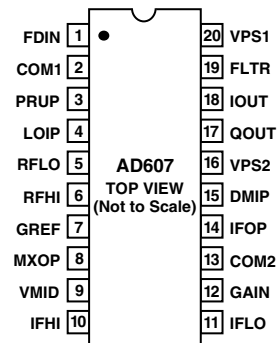 FDIN 1 20 VPS1
COM1 2 19 FLTR
PRUP 3 18 IOUT
LOIP 4 17 QOUT
RFLO 5 AD607 16 VPS2
RFHI 6 TOP VIEW 15 DMIP
GREF 7 (Not to Scale) 14 IFOP
MXOP 8 13 COM2
VMID 9 12 GAIN
IFHI 10 11 IFLO